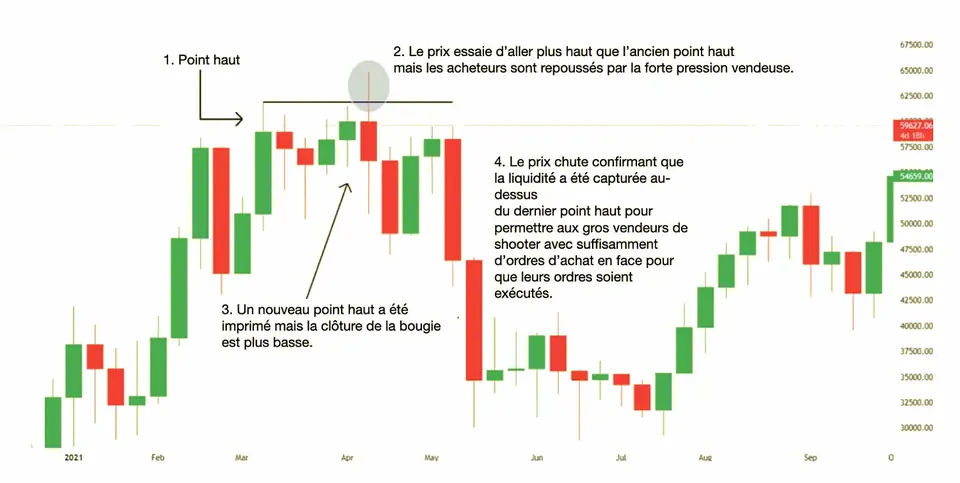 1. Point haut
2. Le prix essaie d'aller plus haut que l'ancien point haut
mais les acheteurs sont repoussés par la forte pression vendeuse.
4. Le prix chute confirmant que
la liquidité a été capturée au-
dessus
du dernier point haut pour
permettre aux gros vendeurs de
shooter avec suffisamment
d'ordres d'achat en face pour
que leurs ordres soient
exécutés.
3. Un nouveau point haut a été
imprimé mais la clôture de la bougie
est plus basse.
67500.00
65000.00
62500.00
59627.06
4d 18h
57500.00
54659.00
52500.00
50000.00
47500.00
45000.00
42500.00
40000.00
37500.00
35000.00
32500.00
30000.00
2021 Feb Mar Apr May Jun Jul Aug Sep